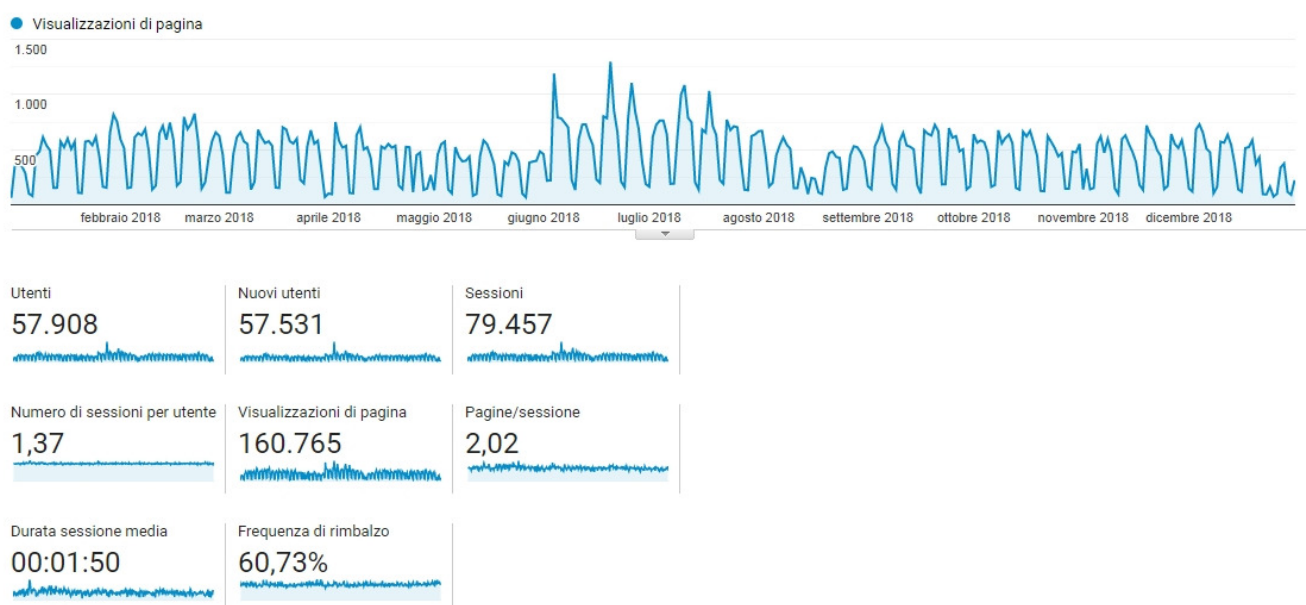 Visualizzazioni di pagina
1.500
1.000
500
febbraio 2018 marzo 2018 aprile 2018 maggio 2018 giugno 2018 luglio 2018 agosto 2018 settembre 2018 ottobre 2018 novembre 2018 dicembre 2018
Utenti Nuovi utenti Sessioni
57.908 57.531 79.457
Numero di sessioni per utente Visualizzazioni di pagina Pagine/sessione
1,37 160.765 2,02
Durata sessione media Frequenza di rimbalzo
00:01:50 60,73%